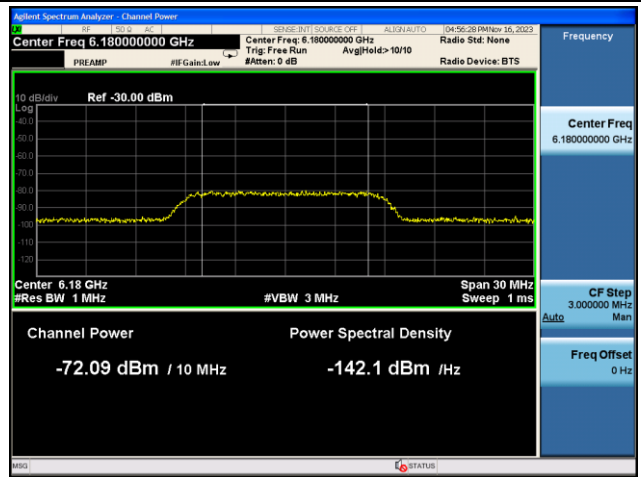 Agilent Spectrum Analyzer - Channel Power
RF 50 Ω AC SENSE:INT SOURCE OFF ALIGN AUTO 04:56:28 PM Nov 16, 2023
Center Freq 6.180000000 GHz
Center Freq: 6.180000000 GHz Radio Std: None
Trig: Free Run Avg|Hold:> 10/10
PREAMP #IFGain:Low #Atten: 0 dB Radio Device: BTS
10 dB/div Ref -30.00 dBm
Log
-40.0
-50.0
-60.0
-70.0
-80.0
-90.0
-100
-110
-120
Center 6.18 GHz Span 30 MHz
#Res BW 1 MHz #VBW 3 MHz Sweep 1 ms
Channel Power Power Spectral Density
-72.09 dBm / 10 MHz -142.1 dBm /Hz
MSG STATUS
Frequency
Center Freq
6.180000000 GHz
CF Step
3.000000 MHz
Auto Man
Freq Offset
0 Hz